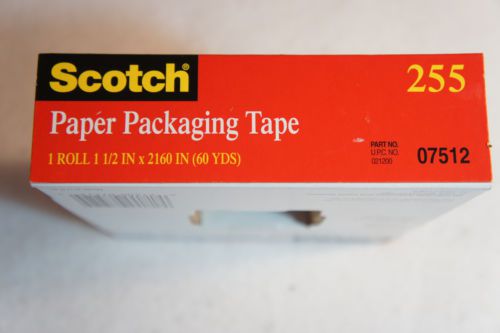 Scotch®
255
Paper Packaging Tape
1 ROLL 1 1/2 IN x 2160 IN (60 YDS)
PART NO.
U.P.C. NO.
021200
07512